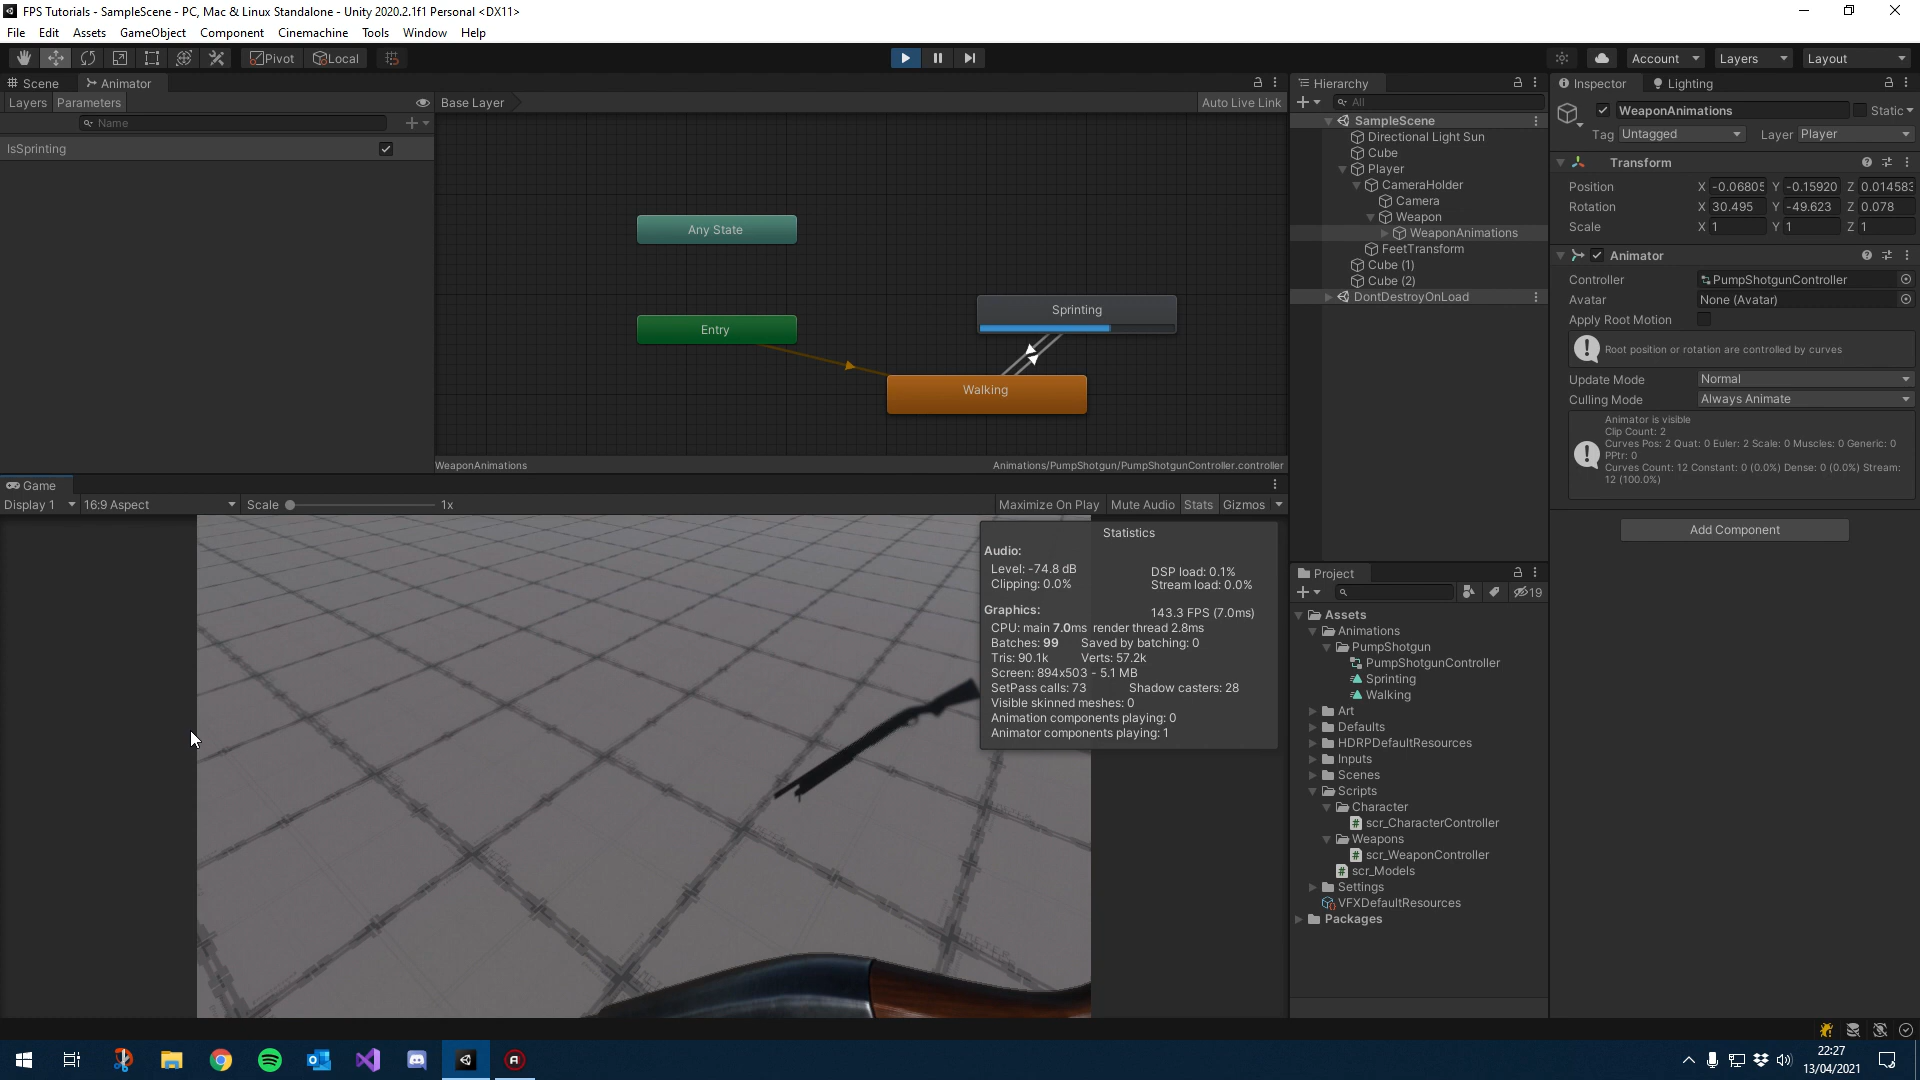 FPS Tutorials - SampleScene - PC, Mac & Linux Standalone - Unity 2020.2.1f1 Personal <DX11>
File Edit Assets GameObject Component Cinemachine Tools Window Help
Pivot Local Account Layers Layout
Scene Animator
Layers Parameters
Name
IsSprinting
Base Layer Auto Live Link
Any State
Entry
Sprinting
Walking
WeaponAnimations Animations/PumpShotgun/PumpShotgunController.controller
Game
Display 1 16:9 Aspect Scale 1x Maximize On Play Mute Audio Stats Gizmos
Statistics
Audio:
Level: -74.8 dB DSP load: 0.1%
Clipping: 0.0% Stream load: 0.0%
Graphics: 143.3 FPS (7.0ms)
CPU: main 7.0ms render thread 2.8ms
Batches: 99 Saved by batching: 0
Tris: 90.1k Verts: 57.2k
Screen: 894x503 - 5.1 MB
SetPass calls: 73 Shadow casters: 28
Visible skinned meshes: 0
Animation components playing: 0
Animator components playing: 1
Hierarchy
All
SampleScene
Directional Light Sun
Cube
Player
CameraHolder
Camera
Weapon
WeaponAnimations
FeetTransform
Cube (1)
Cube (2)
DontDestroyOnLoad
Project
19
Assets
Animations
PumpShotgun
PumpShotgunController
Sprinting
Walking
Art
Defaults
HDRPDefaultResources
Inputs
Scenes
Scripts
Character
scr_CharacterController
Weapons
scr_WeaponController
scr_Models
Settings
VFXDefaultResources
Packages
Inspector Lighting
WeaponAnimations Static
Tag Untagged Layer Player
Transform
Position X -0.06805 Y -0.15920 Z 0.014583
Rotation X 30.495 Y -49.623 Z 0.078
Scale X 1 Y 1 Z 1
Animator
Controller PumpShotgunController
Avatar None (Avatar)
Apply Root Motion
Root position or rotation are controlled by curves
Update Mode Normal
Culling Mode Always Animate
Animator is visible
Clip Count: 2
Curves Pos: 2 Quat: 0 Euler: 2 Scale: 0 Muscles: 0 Generic: 0
PPtr: 0
Curves Count: 12 Constant: 0 (0.0%) Dense: 0 (0.0%) Stream:
12 (100.0%)
Add Component
22:27
13/04/2021